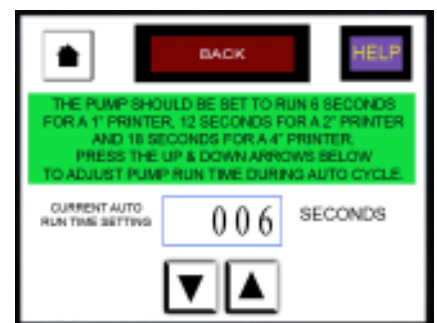 BACK
HELP
THE PUMP SHOULD BE SET TO RUN 6 SECONDS
FOR A 1" PRINTER, 12 SECONDS FOR A 2" PRINTER
AND 18 SECONDS FOR A 4" PRINTER.
PRESS THE UP & DOWN ARROWS BELOW
TO ADJUST PUMP RUN TIME DURING AUTO CYCLE.
CURRENT AUTO
RUN TIME SETTING
006
SECONDS